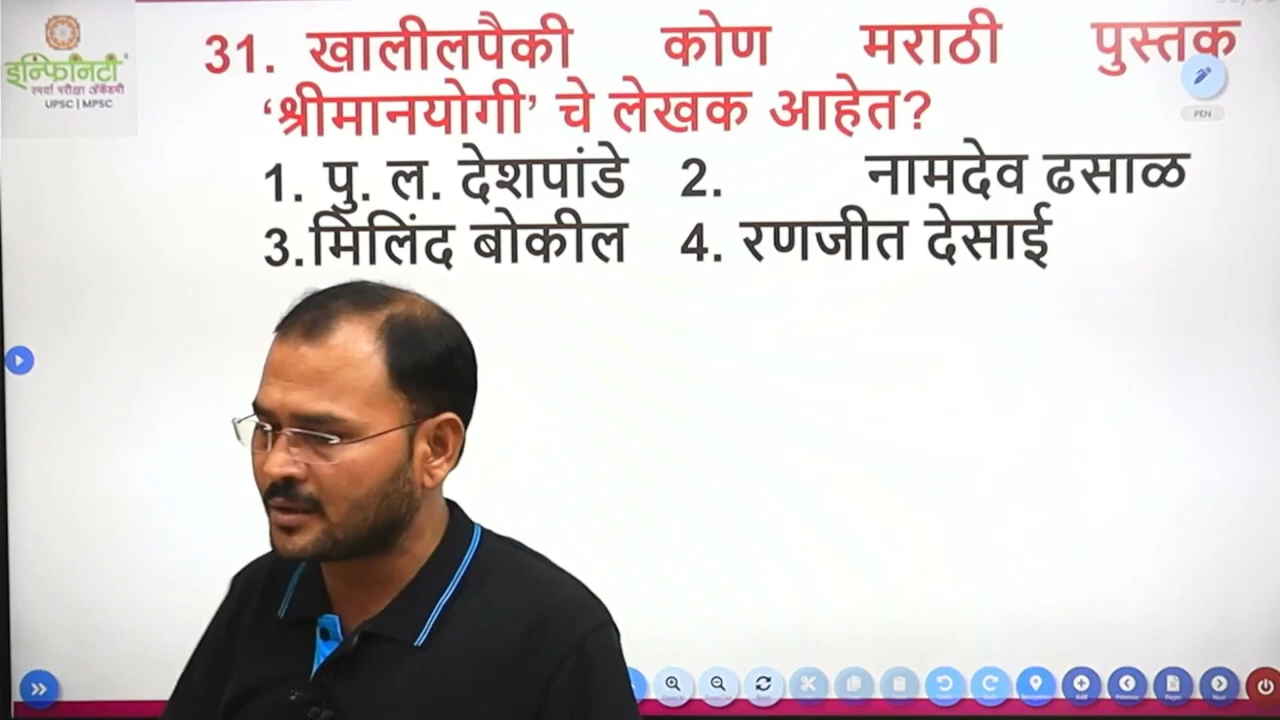 इन्फिनिटी
स्पर्धा परीक्षा अ‍ॅकॅडमी
UPSC | MPSC
31. खालीलपैकी कोण मराठी पुस्तक
‘श्रीमानयोगी’ चे लेखक आहेत?
1. पु. ल. देशपांडे 2. नामदेव ढसाळ
3.मिलिंद बोकील 4. रणजीत देसाई
PEN